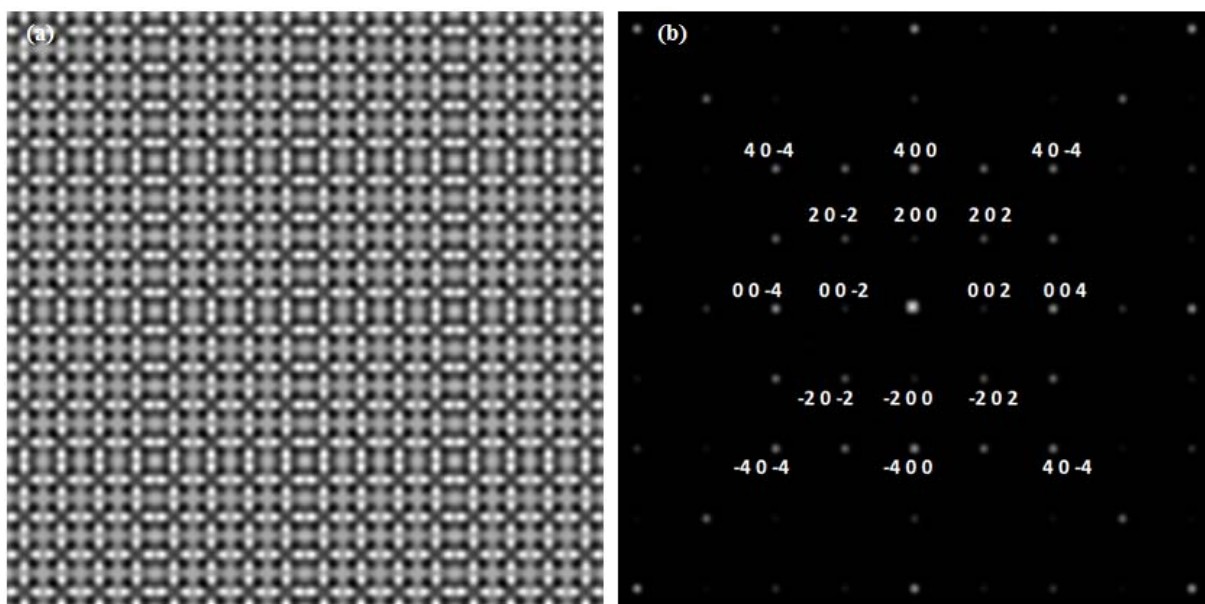 (a)
(b)
4 0 -4 4 0 0 4 0 -4
2 0 -2 2 0 0 2 0 2
0 0 -4 0 0 -2 0 0 2 0 0 4
-2 0 -2 -2 0 0 -2 0 2
-4 0 -4 -4 0 0 4 0 -4